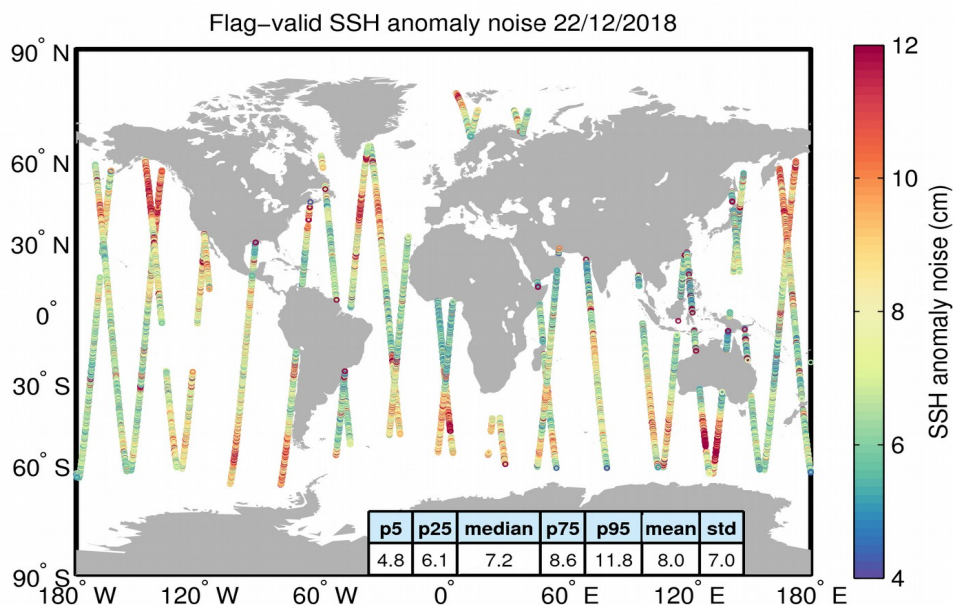 Flag−valid SSH anomaly noise 22/12/2018
90° N
60° N
30° N
0°
30° S
60° S
90° S
180° W
120° W
60° W
0°
60° E
120° E
180° E
p5 p25 median p75 p95 mean std
4.8 6.1 7.2 8.6 11.8 8.0 7.0
12
10
8
6
4
SSH anomaly noise (cm)